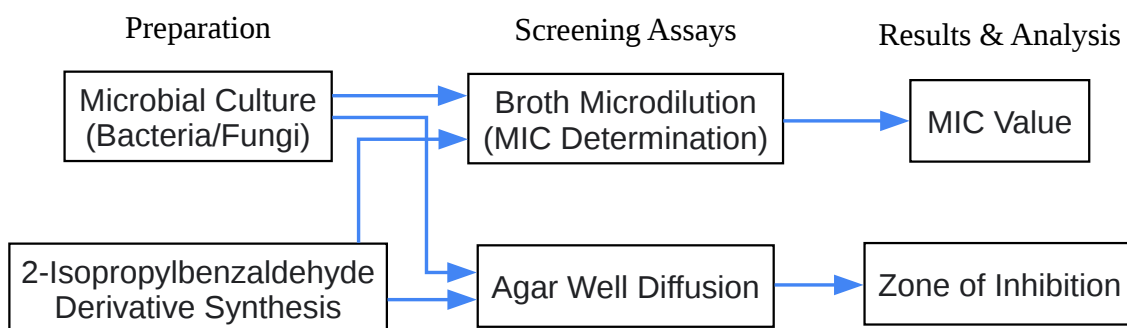 Preparation
Screening Assays
Results & Analysis
Microbial Culture
(Bacteria/Fungi)
Broth Microdilution
(MIC Determination)
MIC Value
2-Isopropylbenzaldehyde
Derivative Synthesis
Agar Well Diffusion
Zone of Inhibition